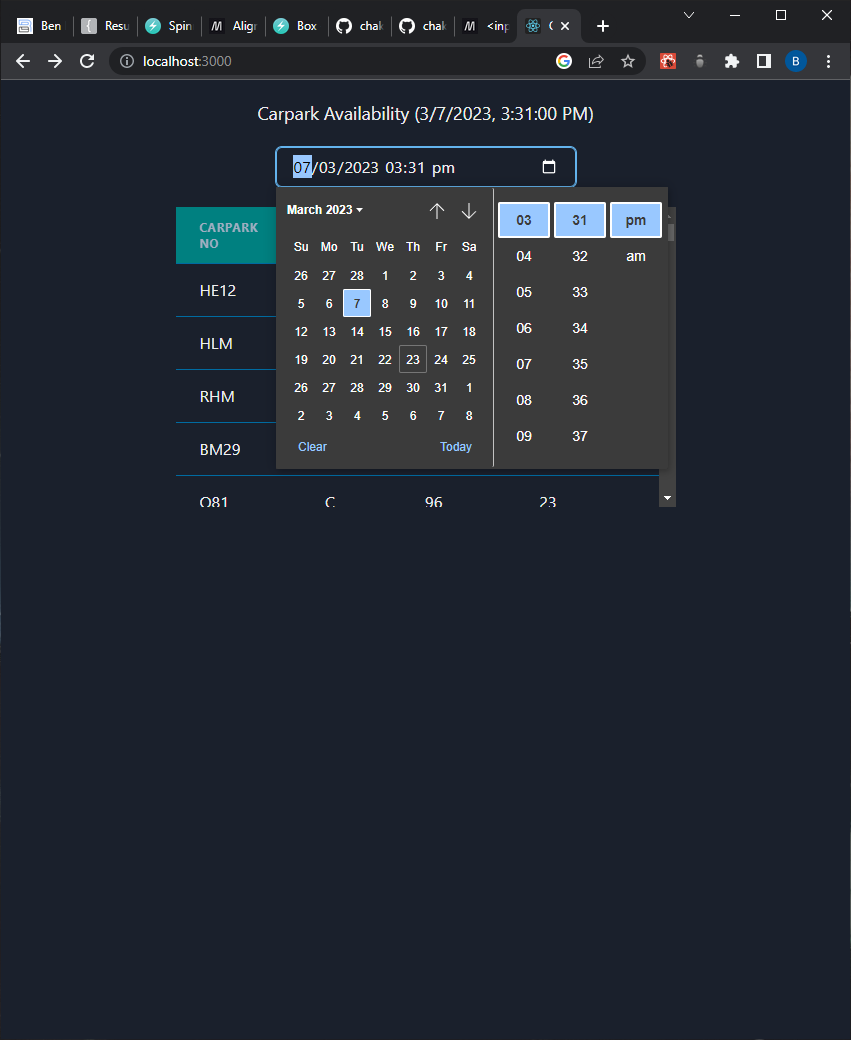 Ben Resu Spin Align Box chak chak <inp
localhost:3000 B
Carpark Availability (3/7/2023, 3:31:00 PM)
07/03/2023 03:31 pm
CARPARK
NO
HE12
HLM
RHM
BM29
Q81 C 96 23
March 2023
Su Mo Tu We Th Fr Sa
26 27 28 1 2 3 4
5 6 7 8 9 10 11
12 13 14 15 16 17 18
19 20 21 22 23 24 25
26 27 28 29 30 31 1
2 3 4 5 6 7 8
Clear Today
03 31 pm
04 32 am
05 33
06 34
07 35
08 36
09 37